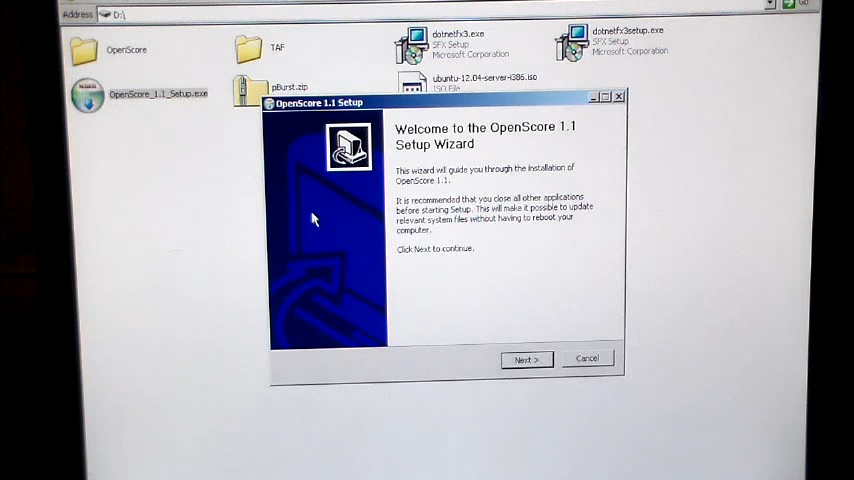 Address D:\ Go
OpenScore
TAF
dotnetfx3.exe
SFX Setup
Microsoft Corporation
dotnetfx3setup.exe
SFX Setup
Microsoft Corporation
OpenScore_1.1_Setup.exe
pBurst.zip
ubuntu-12.04-server-i386.iso
ISO File
OpenScore 1.1 Setup
Welcome to the OpenScore 1.1
Setup Wizard
This wizard will guide you through the installation of
OpenScore 1.1.
It is recommended that you close all other applications
before starting Setup. This will make it possible to update
relevant system files without having to reboot your
computer.
Click Next to continue.
Next >
Cancel